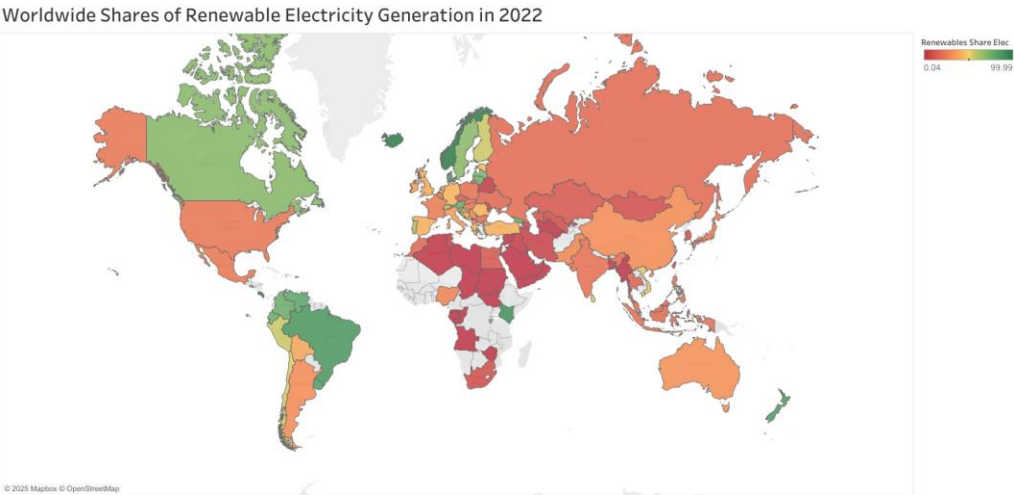 Worldwide Shares of Renewable Electricity Generation in 2022
Renewables Share Elec
0.04 99.99
© 2025 Mapbox © OpenStreetMap